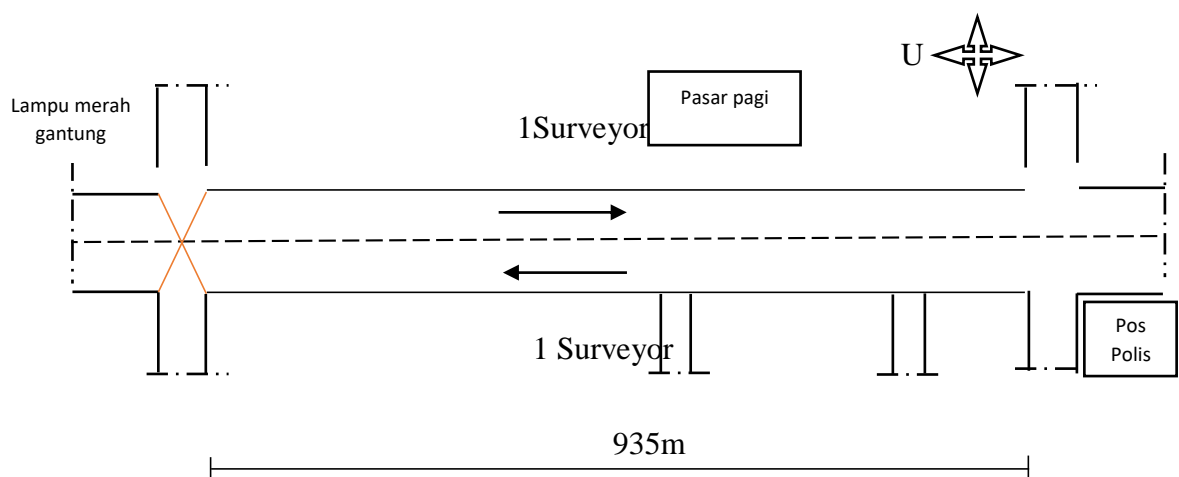 U
Lampu merah
gantung
Pasar pagi
1Surveyor
1 Surveyor
Pos
Polis
935m